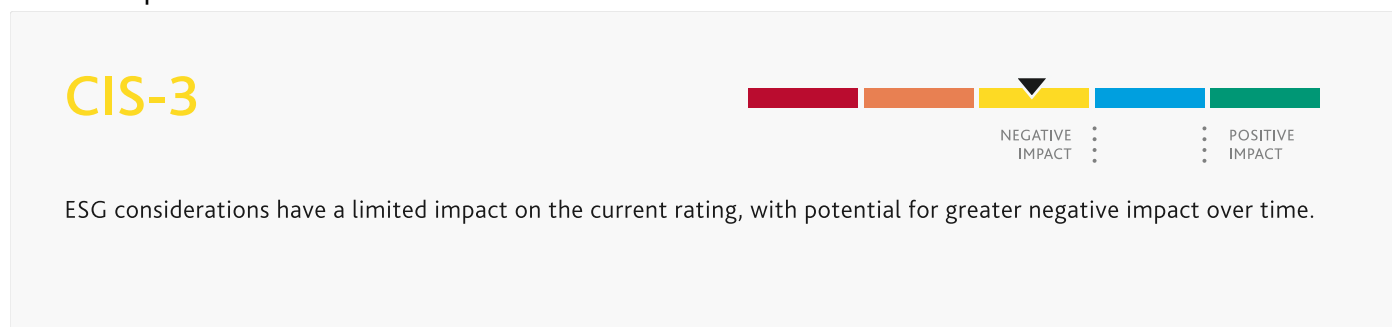 CIS-3
NEGATIVE
IMPACT
POSITIVE
IMPACT
ESG considerations have a limited impact on the current rating, with potential for greater negative impact over time.